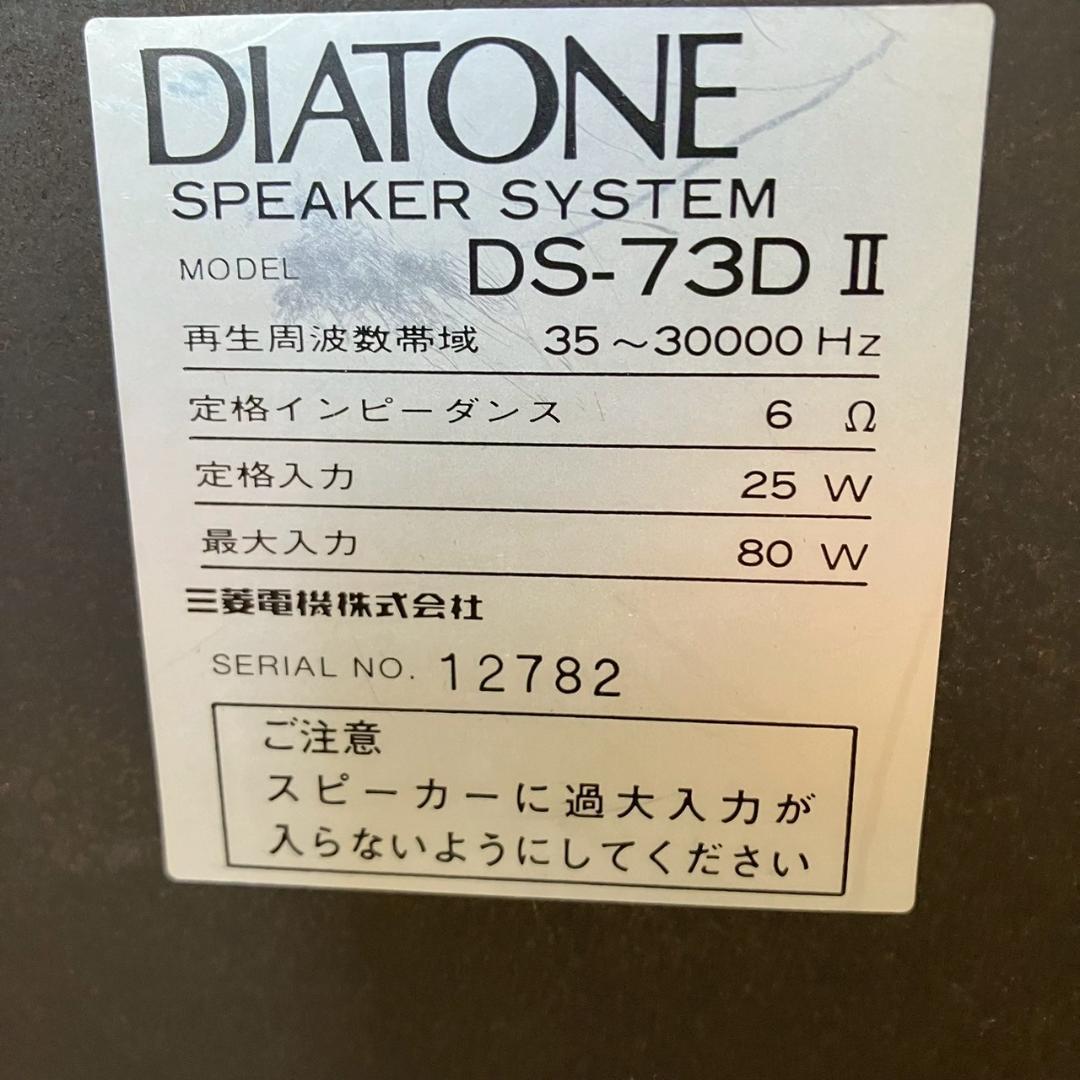 DIATONE
SPEAKER SYSTEM
MODEL DS-73D II
再生周波数帯域 35～30000 Hz
定格インピーダンス 6 Ω
定格入力 25 W
最大入力 80 W
三菱電機株式会社
SERIAL NO. 12782
ご注意
スピーカーに過大入力が
入らないようにしてください